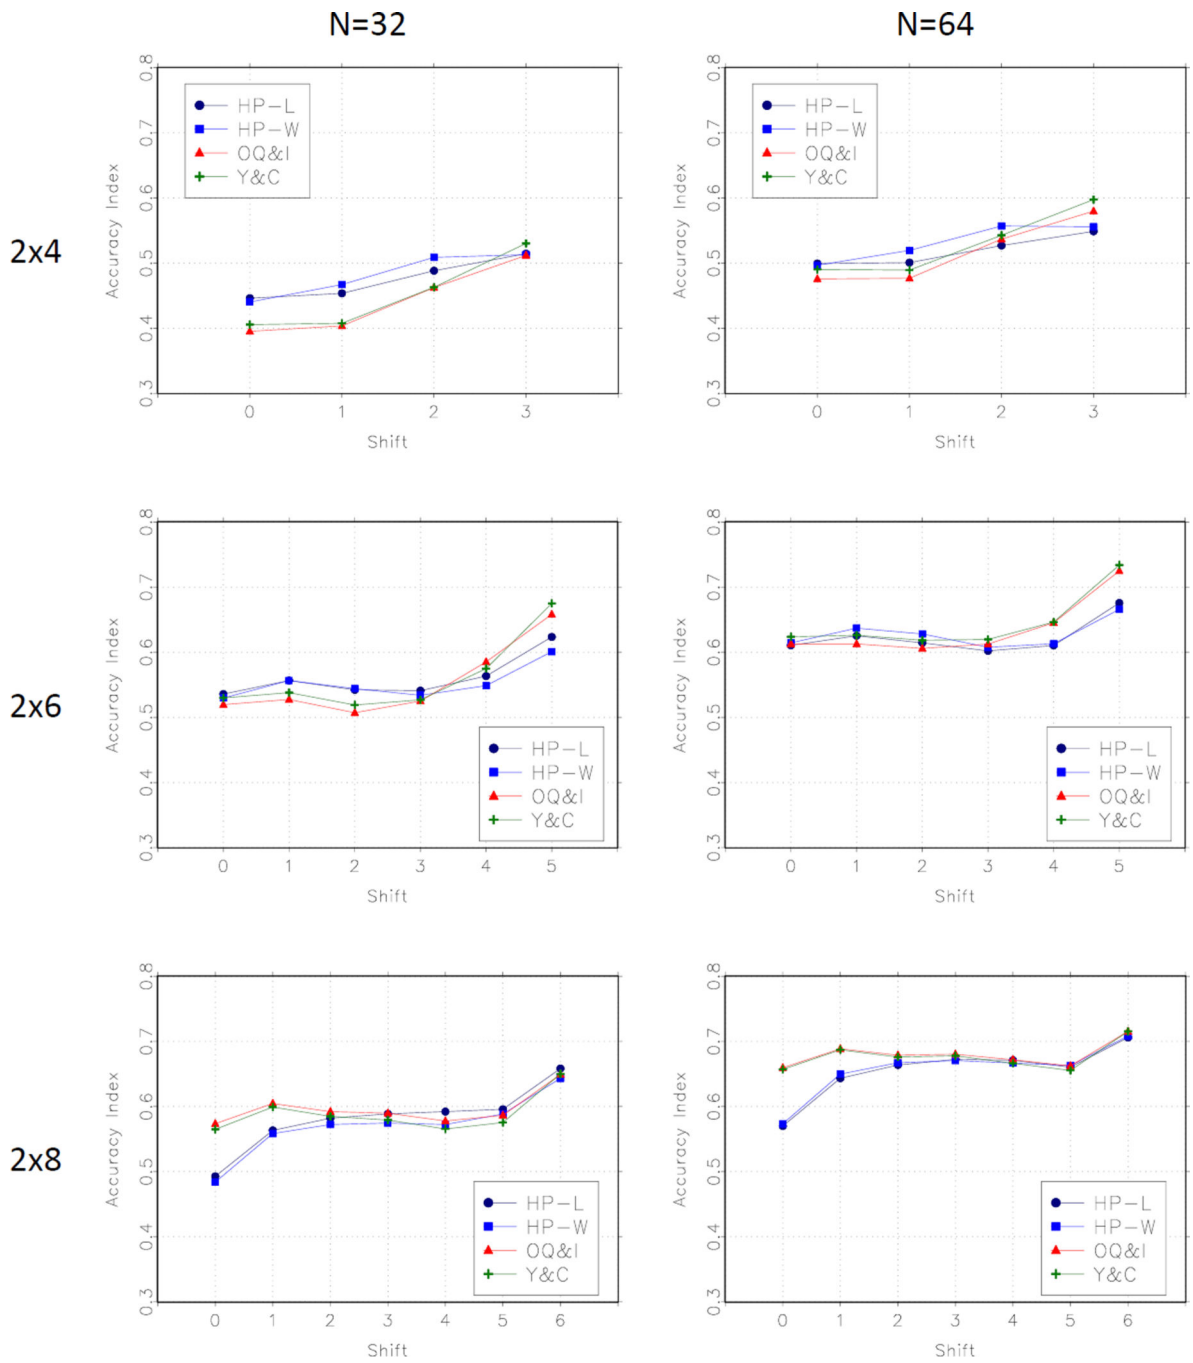 N=32
N=64
2x4
Accuracy Index
0.8
0.7
0.6
0.5
0.4
0.3
HP-L
HP-W
OQ&I
Y&C
0 1 2 3
Shift
Accuracy Index
0.8
0.7
0.6
0.5
0.4
0.3
HP-L
HP-W
OQ&I
Y&C
0 1 2 3
Shift
2x6
Accuracy Index
0.8
0.7
0.6
0.5
0.4
0.3
HP-L
HP-W
OQ&I
Y&C
0 1 2 3 4 5
Shift
Accuracy Index
0.8
0.7
0.6
0.5
0.4
0.3
HP-L
HP-W
OQ&I
Y&C
0 1 2 3 4 5
Shift
2x8
Accuracy Index
0.8
0.7
0.6
0.5
0.4
0.3
HP-L
HP-W
OQ&I
Y&C
0 1 2 3 4 5 6
Shift
Accuracy Index
0.8
0.7
0.6
0.5
0.4
0.3
HP-L
HP-W
OQ&I
Y&C
0 1 2 3 4 5 6
Shift